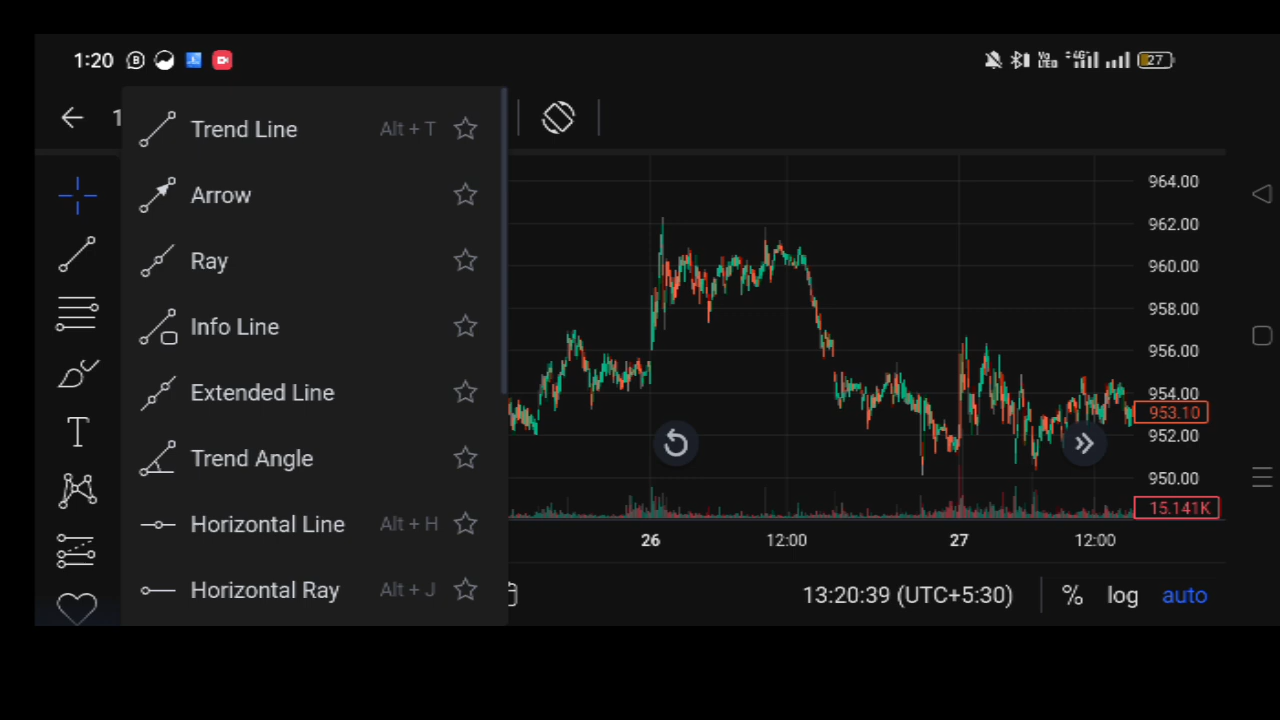 1:20
27
1
Trend Line Alt + T
Arrow
Ray
Info Line
Extended Line
Trend Angle
Horizontal Line Alt + H
Horizontal Ray Alt + J
T
964.00
962.00
960.00
958.00
956.00
954.00
953.10
952.00
950.00
15.141K
26 12:00 27 12:00
13:20:39 (UTC+5:30) % log auto